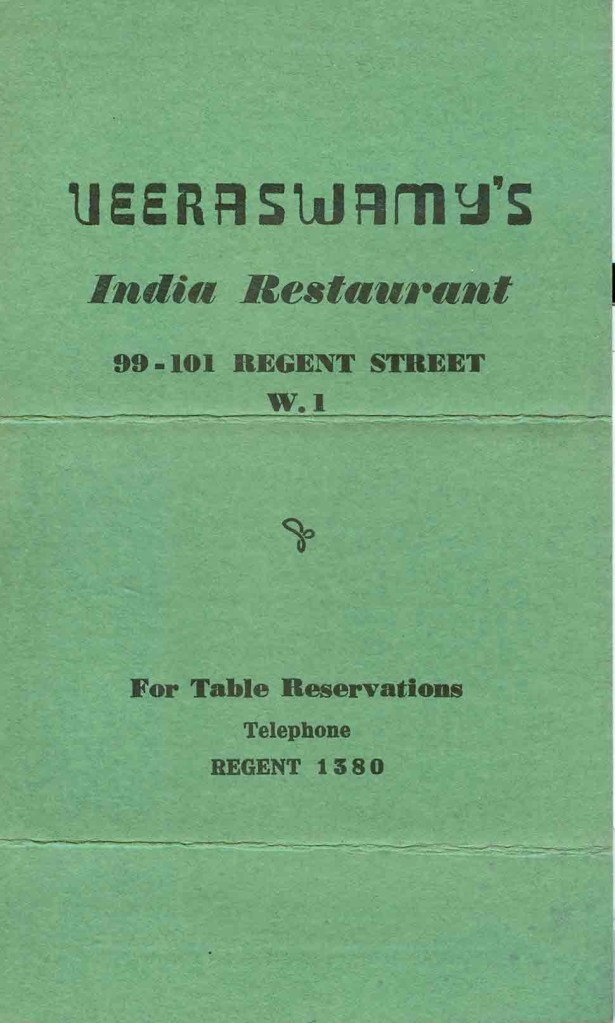 VEERASWAMY'S
India Restaurant
99-101 REGENT STREET
W. 1
For Table Reservations
Telephone
REGENT 1380